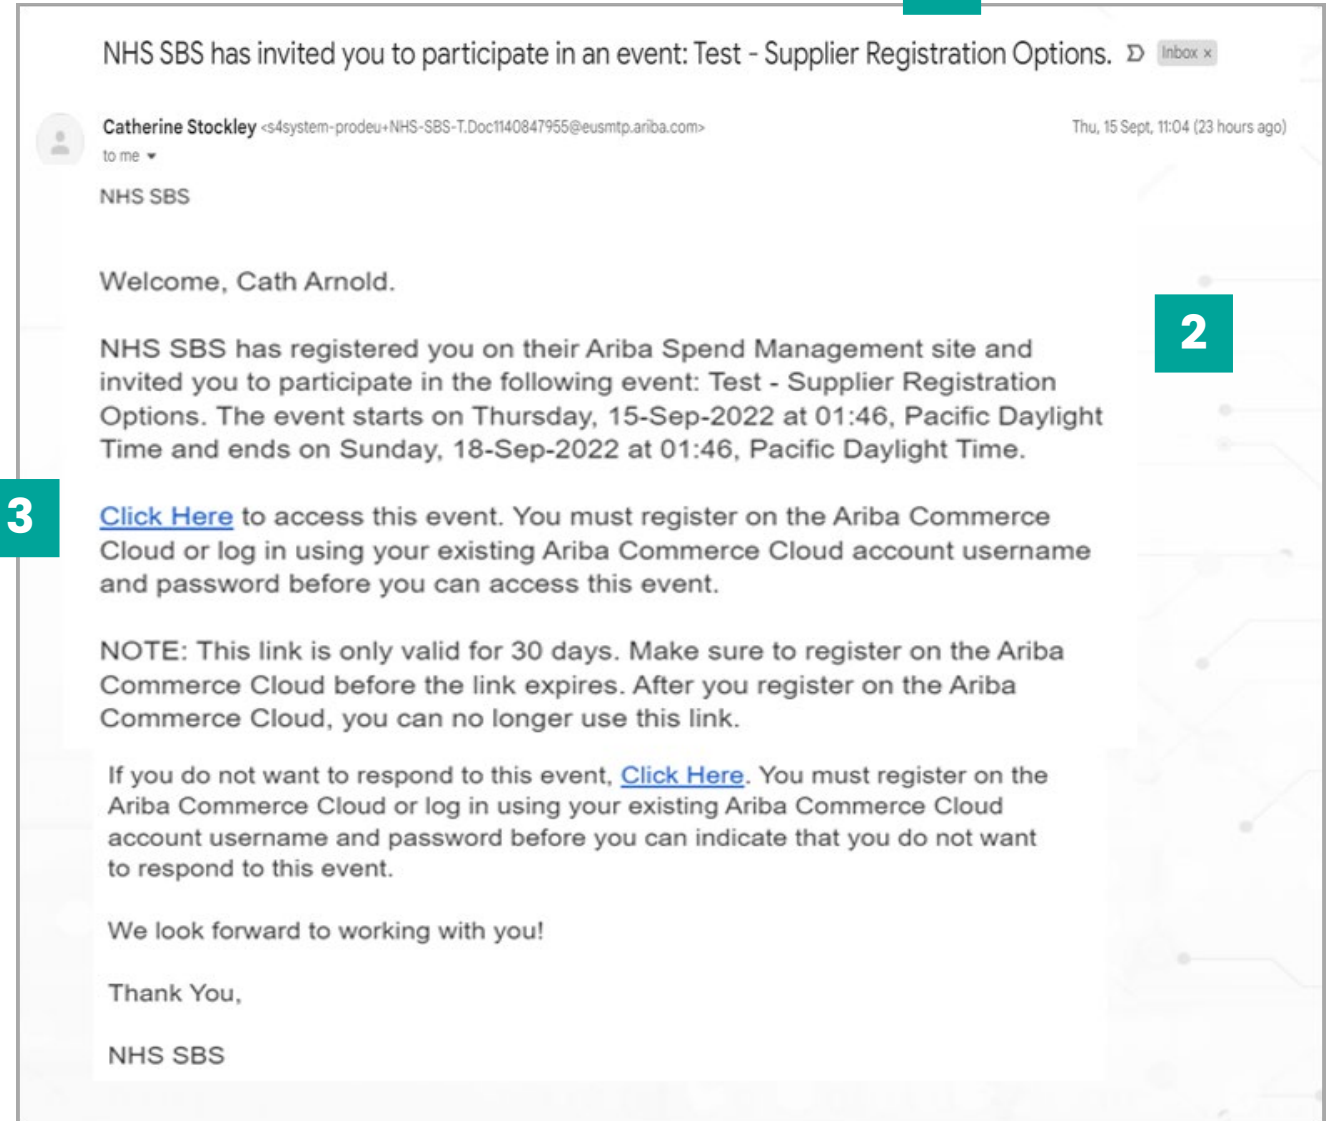 NHS SBS has invited you to participate in an event: Test - Supplier Registration Options. Inbox ×
Catherine Stockley <s4system-prodeu+NHS-SBS-T.Doc1140847955@eusmtp.ariba.com> Thu, 15 Sept, 11:04 (23 hours ago)
to me
NHS SBS
Welcome, Cath Arnold.
2
NHS SBS has registered you on their Ariba Spend Management site and
invited you to participate in the following event: Test - Supplier Registration
Options. The event starts on Thursday, 15-Sep-2022 at 01:46, Pacific Daylight
Time and ends on Sunday, 18-Sep-2022 at 01:46, Pacific Daylight Time.
3
Click Here to access this event. You must register on the Ariba Commerce
Cloud or log in using your existing Ariba Commerce Cloud account username
and password before you can access this event.
NOTE: This link is only valid for 30 days. Make sure to register on the Ariba
Commerce Cloud before the link expires. After you register on the Ariba
Commerce Cloud, you can no longer use this link.
If you do not want to respond to this event, Click Here. You must register on the
Ariba Commerce Cloud or log in using your existing Ariba Commerce Cloud
account username and password before you can indicate that you do not want
to respond to this event.
We look forward to working with you!
Thank You,
NHS SBS